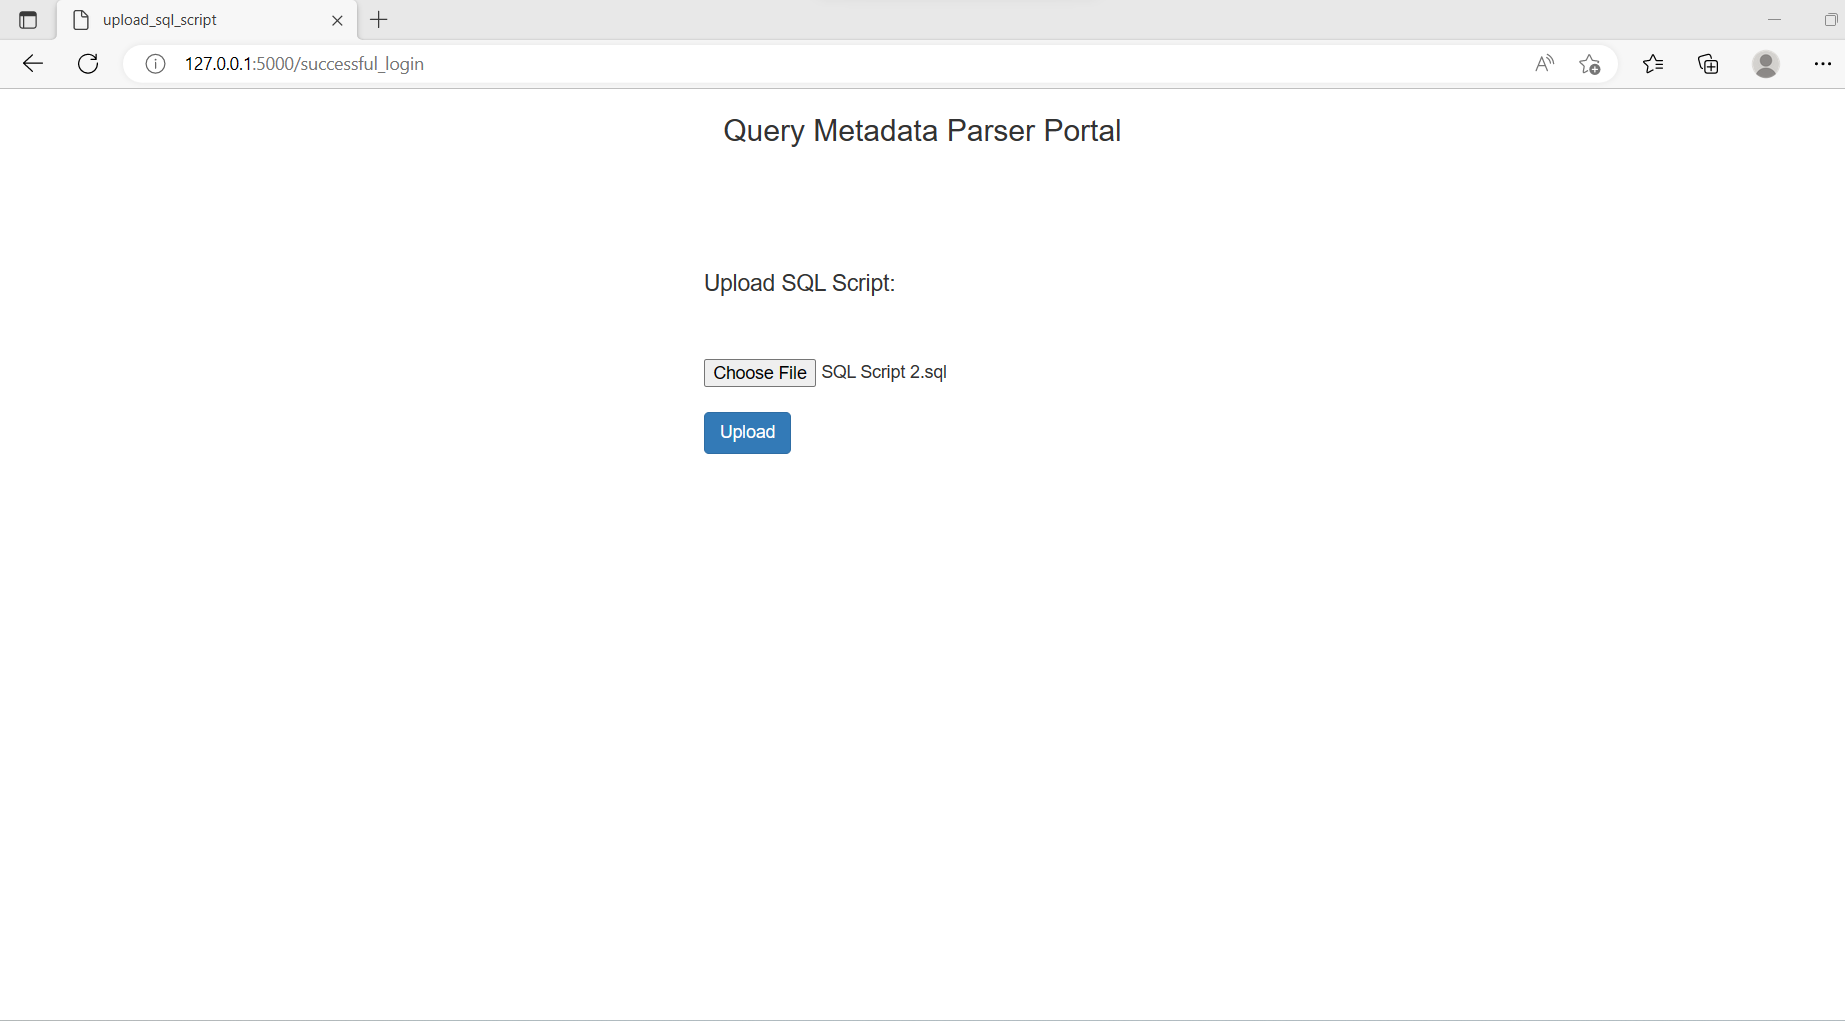 upload_sql_script
127.0.0.1:5000/successful_login
Query Metadata Parser Portal
Upload SQL Script:
Choose File SQL Script 2.sql
Upload